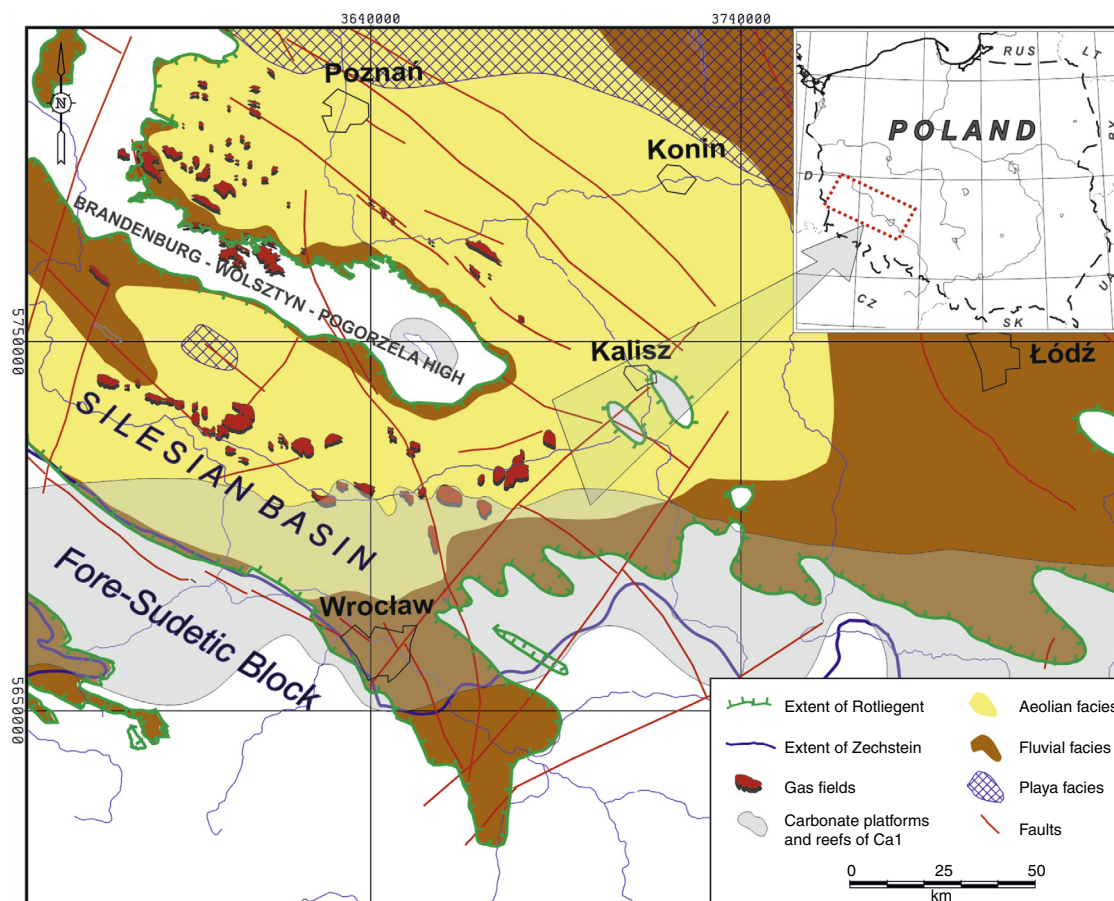 3640000
3740000
N
Poznań
Konin
RUS
LT
BY
POLAND
D
CZ
SK
UA
BRANDENBURG - WOLSZTYN - POGORZELA HIGH
5750000
Kalisz
Łódź
SILESIAN BASIN
Fore-Sudetic Block
Wrocław
5650000
Extent of Rotliegent
Aeolian facies
Extent of Zechstein
Fluvial facies
Gas fields
Playa facies
Carbonate platforms
and reefs of Ca1
Faults
0 25 50
km